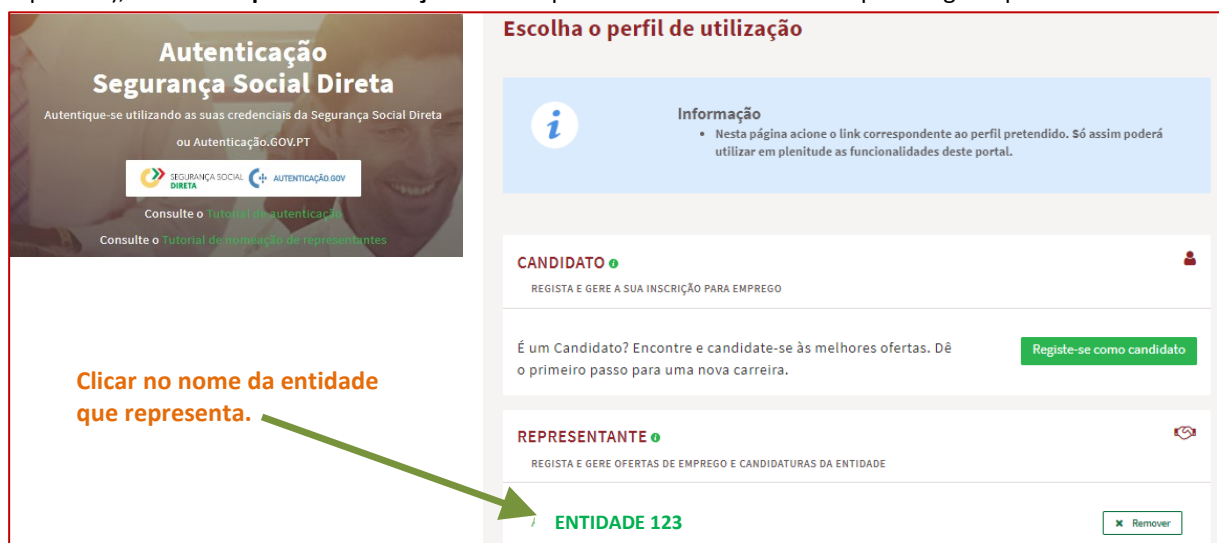 Autenticação
Segurança Social Direta
Autentique-se utilizando as suas credenciais da Segurança Social Direta
ou Autenticação.GOV.PT
SEGURANÇA SOCIAL
DIRETA
AUTENTICAÇÃO.GOV
Consulte o Tutorial de autenticação
Consulte o Tutorial de nomeação de representantes
Clicar no nome da entidade
que representa.
Escolha o perfil de utilização
Informação
• Nesta página acione o link correspondente ao perfil pretendido. Só assim poderá
utilizar em plenitude as funcionalidades deste portal.
CANDIDATO
REGISTA E GERE A SUA INSCRIÇÃO PARA EMPREGO
É um Candidato? Encontre e candidate-se às melhores ofertas. Dê
o primeiro passo para uma nova carreira.
Registe-se como candidato
REPRESENTANTE
REGISTA E GERE OFERTAS DE EMPREGO E CANDIDATURAS DA ENTIDADE
ENTIDADE 123
Remover